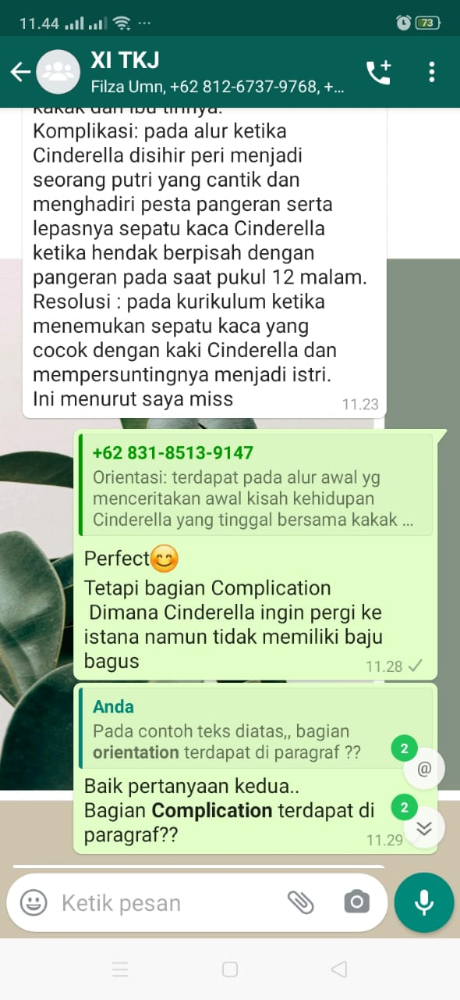 11.44
73
XI TKJ
Filza Umn, +62 812-6737-9768, +...
kakak dan ibu tirinya.
Komplikasi: pada alur ketika
Cinderella disihir peri menjadi
seorang putri yang cantik dan
menghadiri pesta pangeran serta
lepasnya sepatu kaca Cinderella
ketika hendak berpisah dengan
pangeran pada saat pukul 12 malam.
Resolusi : pada kurikulum ketika
menemukan sepatu kaca yang
cocok dengan kaki Cinderella dan
mempersuntingnya menjadi istri.
Ini menurut saya miss
11.23
+62 831-8513-9147
Orientasi: terdapat pada alur awal yg
menceritakan awal kisah kehidupan
Cinderella yang tinggal bersama kakak ...
Perfect😊
Tetapi bagian Complication
Dimana Cinderella ingin pergi ke
istana namun tidak memiliki baju
bagus
11.28
Anda
Pada contoh teks diatas,, bagian
orientation terdapat di paragraf ??
2
@
Baik pertanyaan kedua..
Bagian Complication terdapat di
paragraf??
2
11.29
Ketik pesan